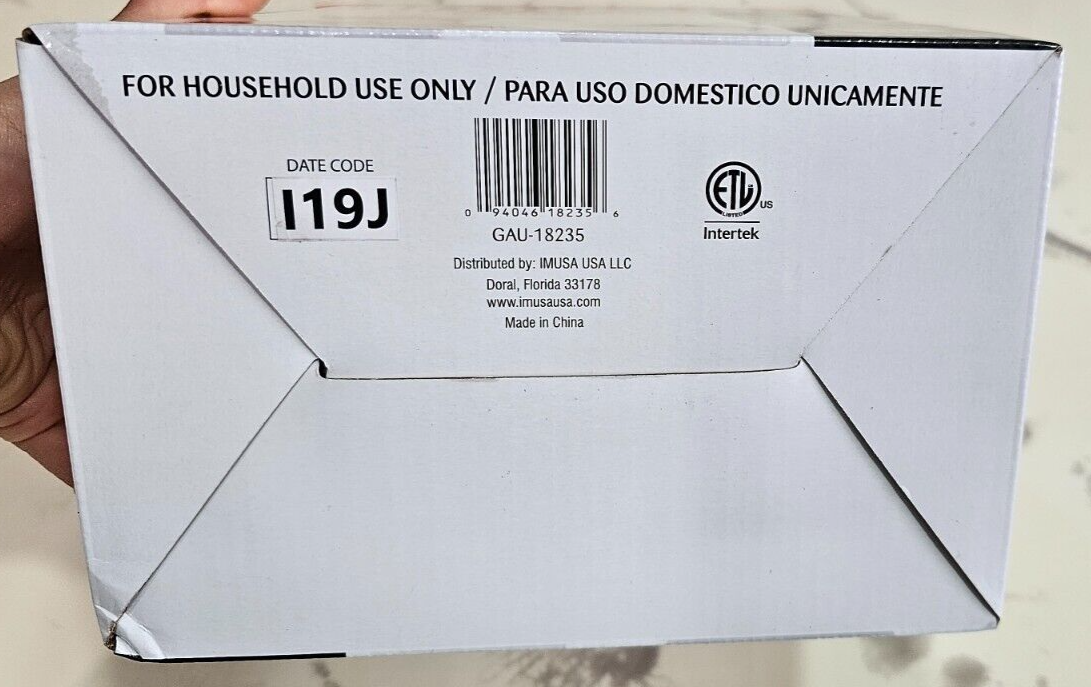 FOR HOUSEHOLD USE ONLY / PARA USO DOMESTICO UNICAMENTE
DATE CODE
I19J
0 94046 18235 6
GAU-18235
Distributed by: IMUSA USA LLC
Doral, Florida 33178
www.imusausa.com
Made in China
ETL
LISTED
US
Intertek